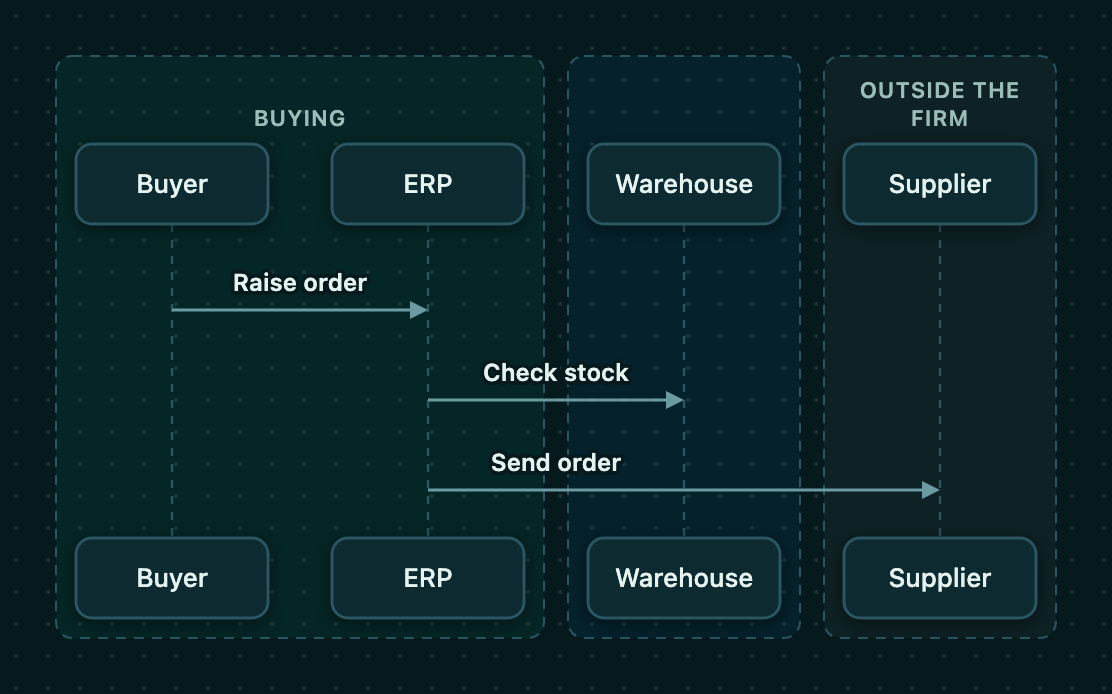 BUYING
OUTSIDE THE
FIRM
Buyer
ERP
Warehouse
Supplier
Raise order
Check stock
Send order
Buyer
ERP
Warehouse
Supplier